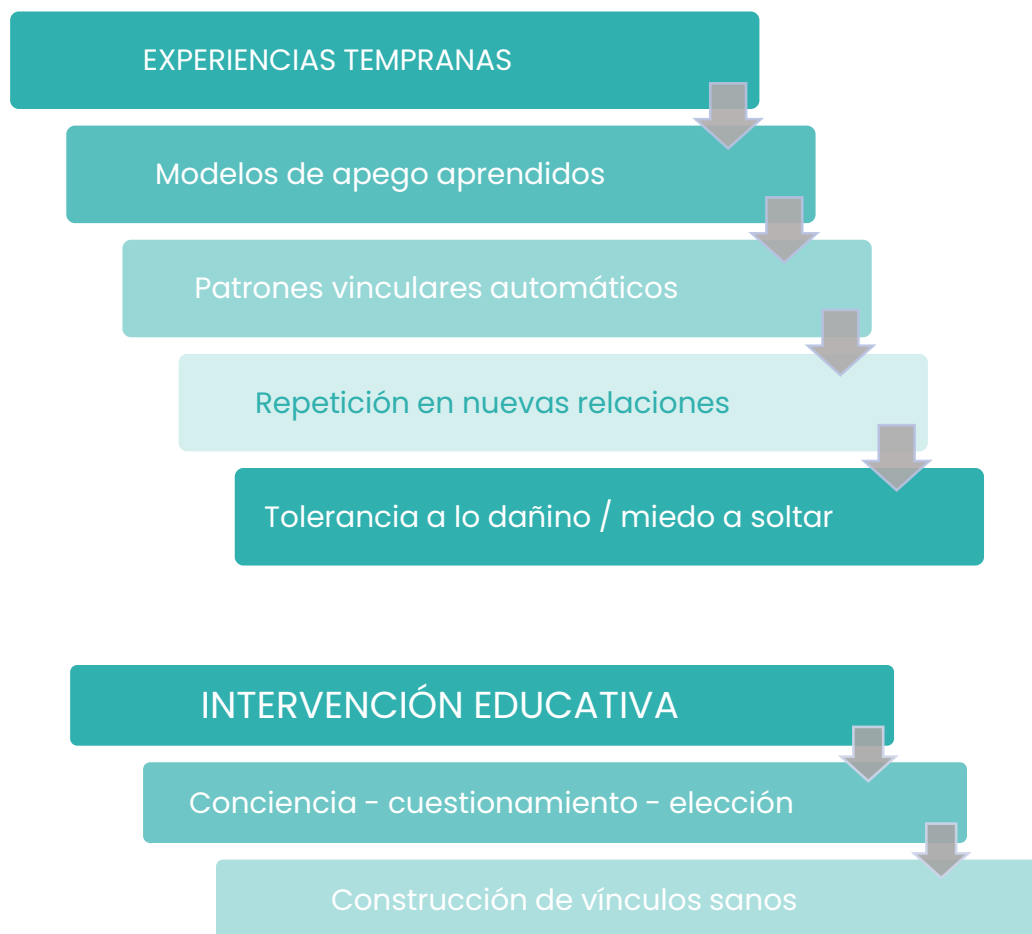 EXPERIENCIAS TEMPRANAS
Modelos de apego aprendidos
Patrones vinculares automáticos
Repetición en nuevas relaciones
Tolerancia a lo dañino / miedo a soltar
INTERVENCIÓN EDUCATIVA
Conciencia - cuestionamiento - elección
Construcción de vínculos sanos